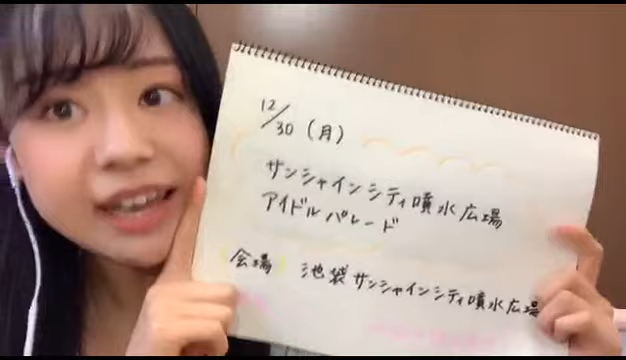 12/30（月）
サンシャインシティ噴水広場
アイドルパレード
会場 池袋サンシャインシティ噴水広場